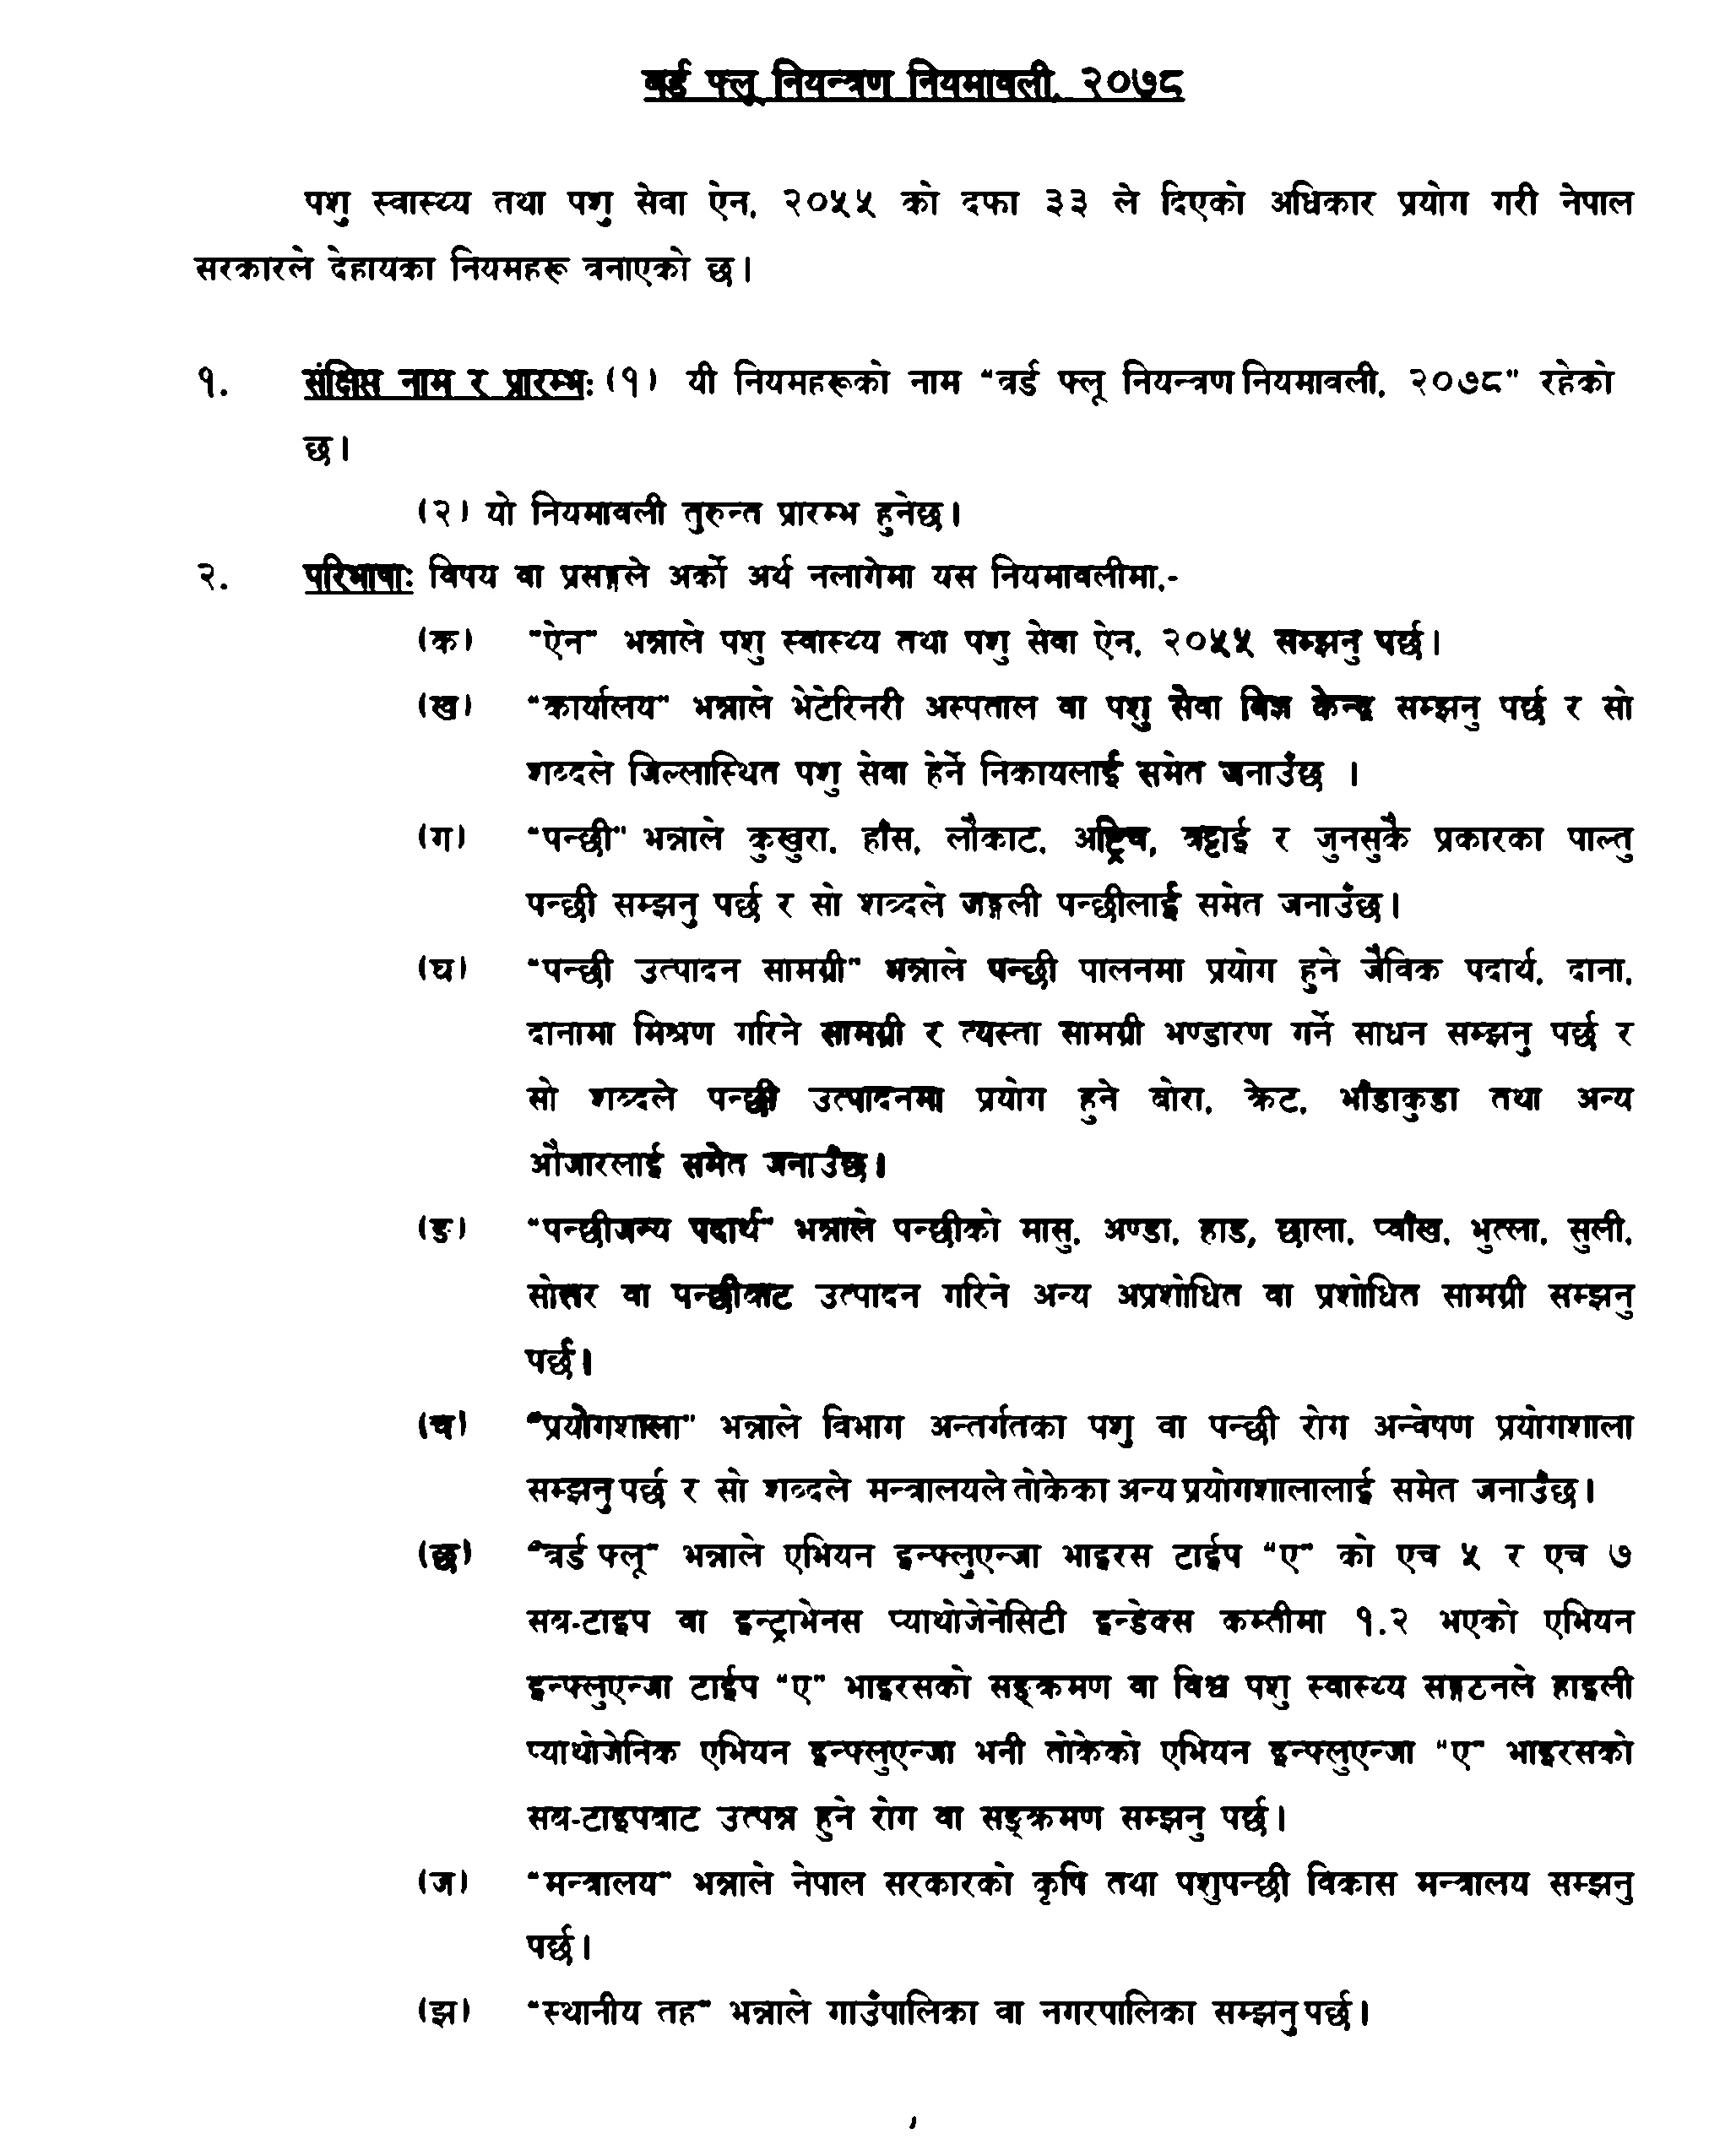 बर्ड फ्लू नियन्त्रण नियमावली, २०७८
पशु स्वास्थ्य तथा पशु सेवा ऐन, २०५५ को दफा ३३ ले दिएको अधिकार प्रयोग गरी नेपाल
सरकारले देहायका नियमहरू बनाएको छ।
१. संक्षिप्त नाम र प्रारम्भः (१) यी नियमहरूको नाम "बर्ड फ्लू नियन्त्रण नियमावली, २०७८" रहेको
छ।
(२) यो नियमावली तुरुन्त प्रारम्भ हुनेछ।
२. परिभाषाः विषय वा प्रसङ्गले अर्को अर्थ नलागेमा यस नियमावलीमा,-
(क) "ऐन" भन्नाले पशु स्वास्थ्य तथा पशु सेवा ऐन, २०५५ सम्झनु पर्छ।
(ख) "कार्यालय" भन्नाले भेटेरिनरी अस्पताल वा पशु सेवा विज्ञ केन्द्र सम्झनु पर्छ र सो
शब्दले जिल्लास्थित पशु सेवा हेर्ने निकायलाई समेत जनाउँछ ।
(ग) "पन्छी" भन्नाले कुखुरा, हाँस, लौकाट, अष्ट्रिच, बट्टाई र जुनसुकै प्रकारका पाल्तु
पन्छी सम्झनु पर्छ र सो शब्दले जङ्गली पन्छीलाई समेत जनाउँछ।
(घ) "पन्छी उत्पादन सामग्री" भन्नाले पन्छी पालनमा प्रयोग हुने जैविक पदार्थ, दाना,
दानामा मिश्रण गरिने सामग्री र त्यस्ता सामग्री भण्डारण गर्ने साधन सम्झनु पर्छ र
सो शब्दले पन्छी उत्पादनमा प्रयोग हुने बोरा, क्रेट, भाँडाकुडा तथा अन्य
औजारलाई समेत जनाउँछ।
(ङ) "पन्छीजन्य पदार्थ" भन्नाले पन्छीको मासु, अण्डा, हाड, छाला, प्वाँख, भुत्ला, सुली,
सोत्तर वा पन्छीबाट उत्पादन गरिने अन्य अप्रशोधित वा प्रशोधित सामग्री सम्झनु
पर्छ।
(च) "प्रयोगशाला" भन्नाले विभाग अन्तर्गतका पशु वा पन्छी रोग अन्वेषण प्रयोगशाला
सम्झनु पर्छ र सो शब्दले मन्त्रालयले तोकेका अन्य प्रयोगशालालाई समेत जनाउँछ।
(छ) "बर्ड फ्लू" भन्नाले एभियन इन्फ्लुएन्जा भाइरस टाईप "ए" को एच ५ र एच ७
सब-टाइप वा इन्ट्राभेनस प्याथोजेनेसिटी इन्डेक्स कम्तीमा १.२ भएको एभियन
इन्फ्लुएन्जा टाईप "ए" भाइरसको सङ्क्रमण वा विश्व पशु स्वास्थ्य सङ्गठनले हाइली
प्याथोजेनिक एभियन इन्फ्लुएन्जा भनी तोकेको एभियन इन्फ्लुएन्जा "ए" भाइरसको
सब-टाइपबाट उत्पन्न हुने रोग वा सङ्क्रमण सम्झनु पर्छ।
(ज) "मन्त्रालय" भन्नाले नेपाल सरकारको कृषि तथा पशुपन्छी विकास मन्त्रालय सम्झनु
पर्छ।
(झ) "स्थानीय तह" भन्नाले गाउँपालिका वा नगरपालिका सम्झनु पर्छ।